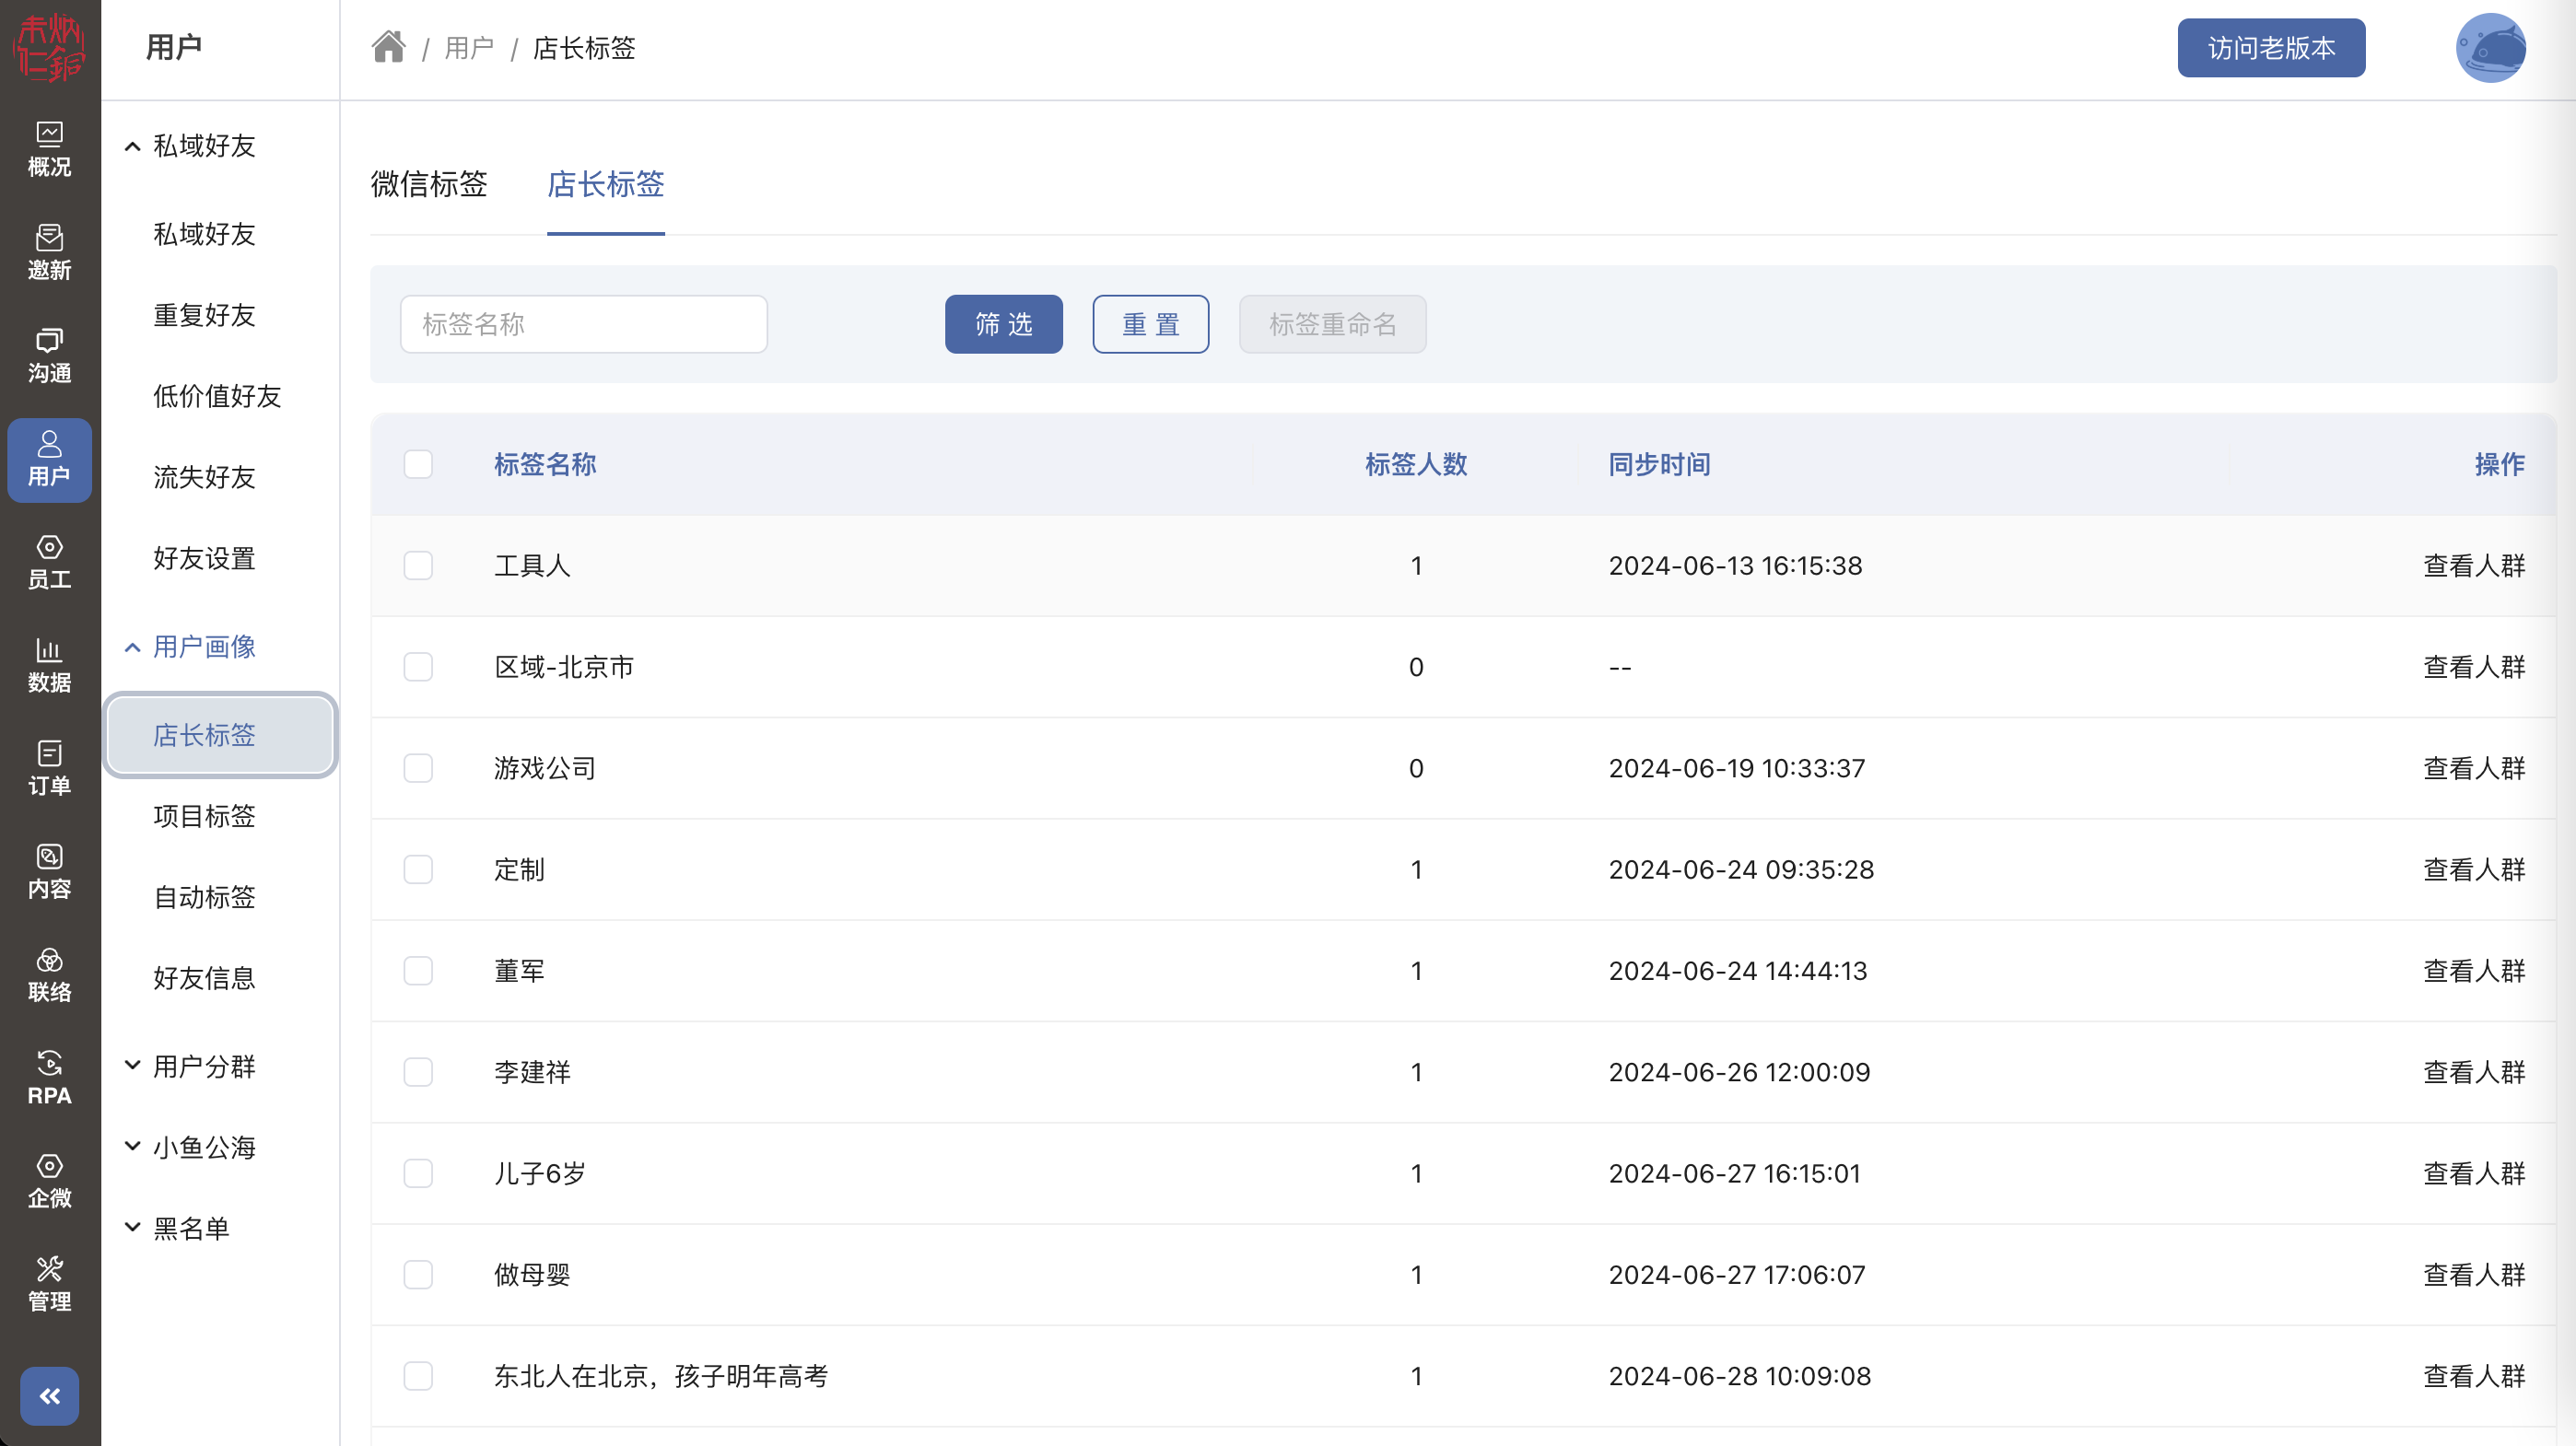 用户
/ 用户 / 店长标签
访问老版本
概况
邀新
沟通
用户
员工
数据
订单
内容
联络
RPA
企微
管理
私域好友
私域好友
重复好友
低价值好友
流失好友
好友设置
用户画像
店长标签
项目标签
自动标签
好友信息
用户分群
小鱼公海
黑名单
微信标签 店长标签
标签名称 筛选 重置 标签重命名
标签名称 标签人数 同步时间 操作
工具人 1 2024-06-13 16:15:38 查看人群
区域-北京市 0 -- 查看人群
游戏公司 0 2024-06-19 10:33:37 查看人群
定制 1 2024-06-24 09:35:28 查看人群
董军 1 2024-06-24 14:44:13 查看人群
李建祥 1 2024-06-26 12:00:09 查看人群
儿子6岁 1 2024-06-27 16:15:01 查看人群
做母婴 1 2024-06-27 17:06:07 查看人群
东北人在北京，孩子明年高考 1 2024-06-28 10:09:08 查看人群